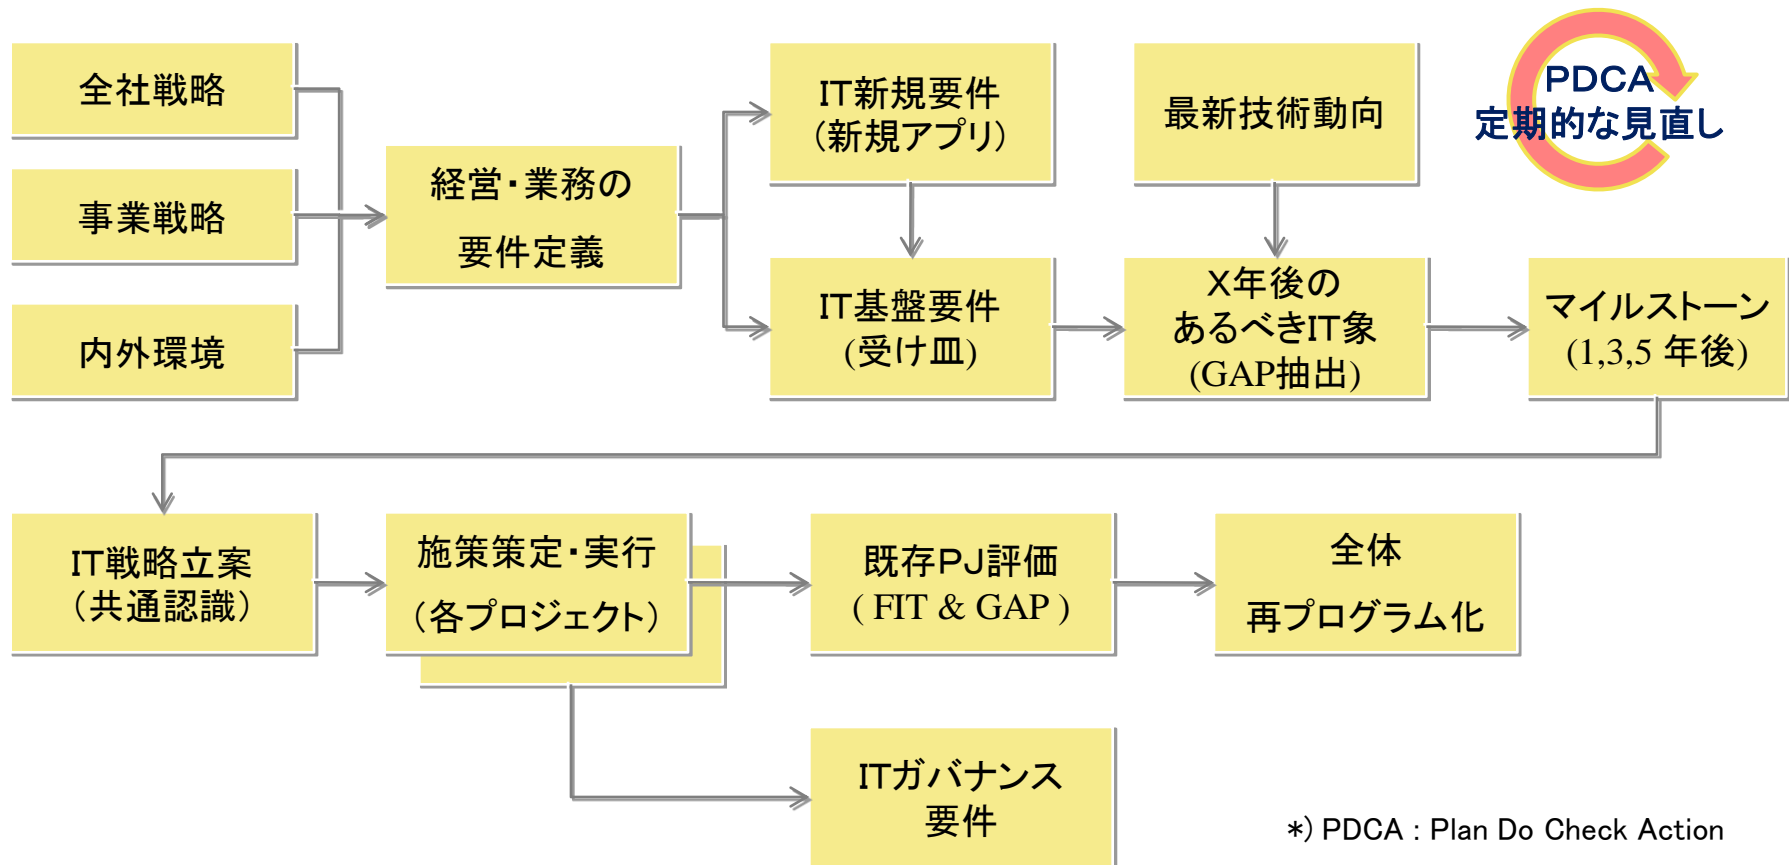 全社戦略
事業戦略
内外環境
経営・業務の
要件定義
IT新規要件
(新規アプリ)
IT基盤要件
(受け皿)
最新技術動向
X年後の
あるべきIT象
(GAP抽出)
PDCA
定期的な見直し
マイルストーン
(1,3,5 年後)
IT戦略立案
(共通認識)
施策策定・実行
(各プロジェクト)
既存PJ評価
( FIT & GAP )
全体
再プログラム化
ITガバナンス
要件
*) PDCA : Plan Do Check Action